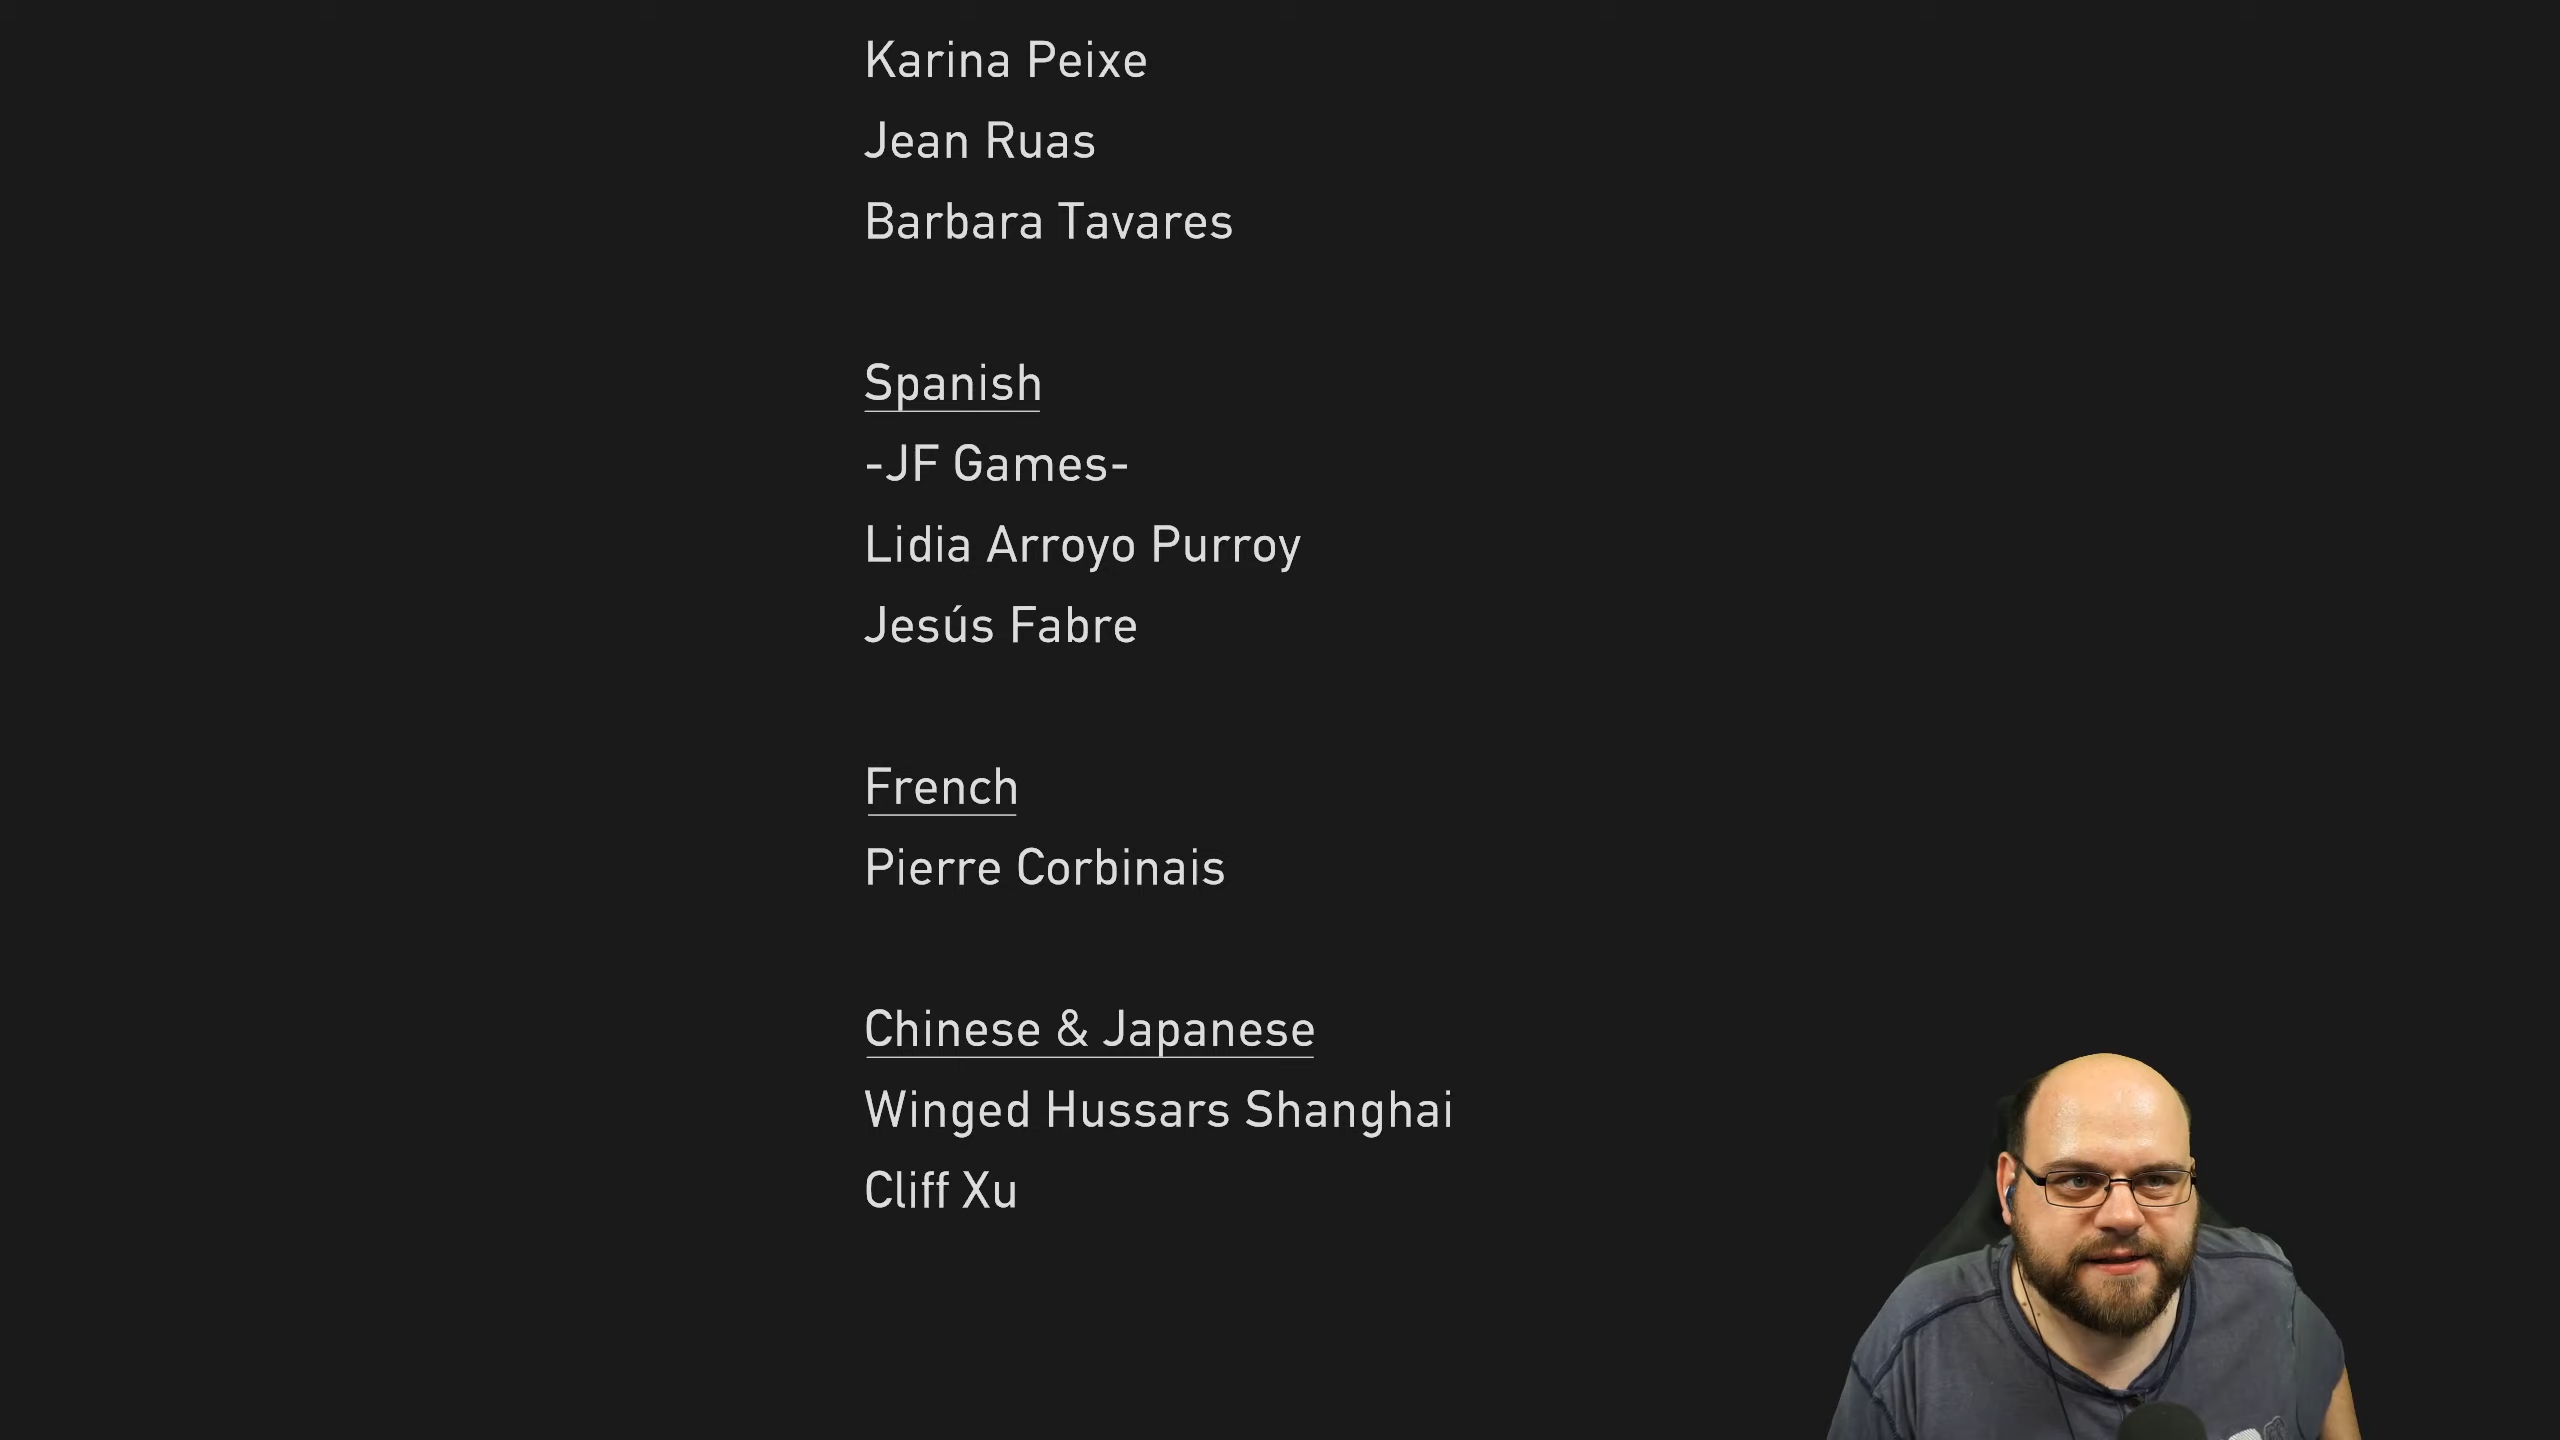 Karina Peixe
Jean Ruas
Barbara Tavares
Spanish
-JF Games-
Lidia Arroyo Purroy
Jesús Fabre
French
Pierre Corbinais
Chinese & Japanese
Winged Hussars Shanghai
Cliff Xu